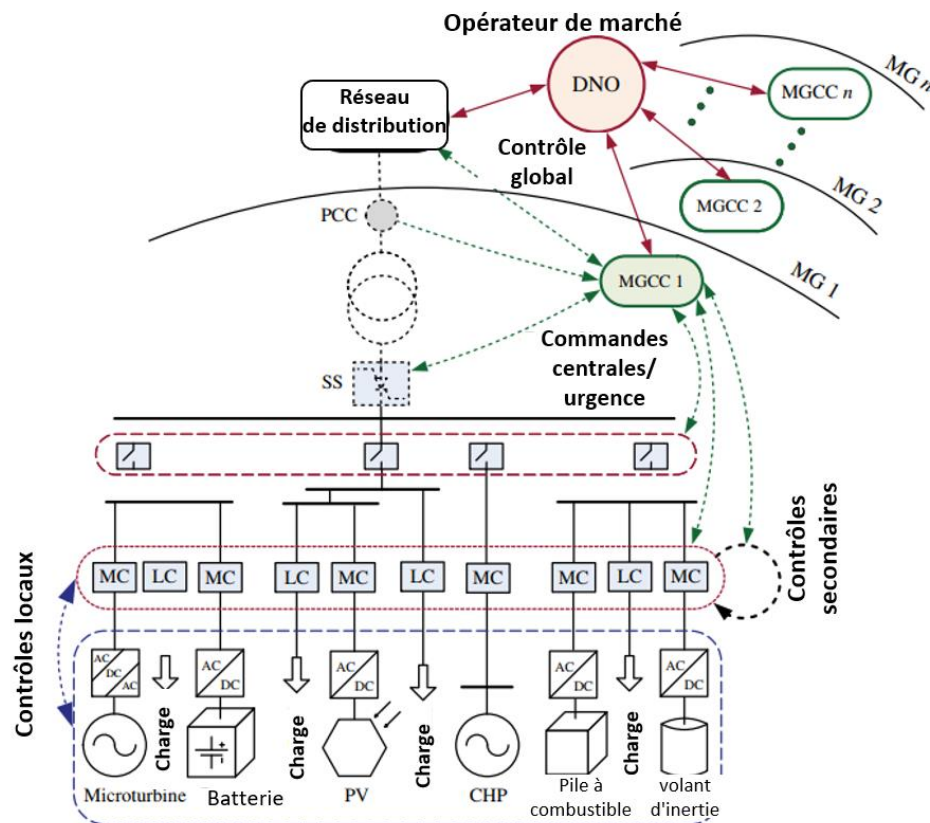 Opérateur de marché
DNO
MG n
MGCC n
Réseau
de distribution
Contrôle
global
MGCC 2
MG 2
PCC
MGCC 1
MG 1
Commandes
centrales/
urgence
SS
Contrôles locaux
Contrôles
secondaires
MC
LC
MC
LC
MC
LC
MC
MC
LC
MC
AC
DC
AC
Charge
AC
DC
Charge
AC
DC
Charge
AC
DC
Charge
AC
DC
Microturbine
Batterie
PV
CHP
Pile à
combustible
volant
d'inertie